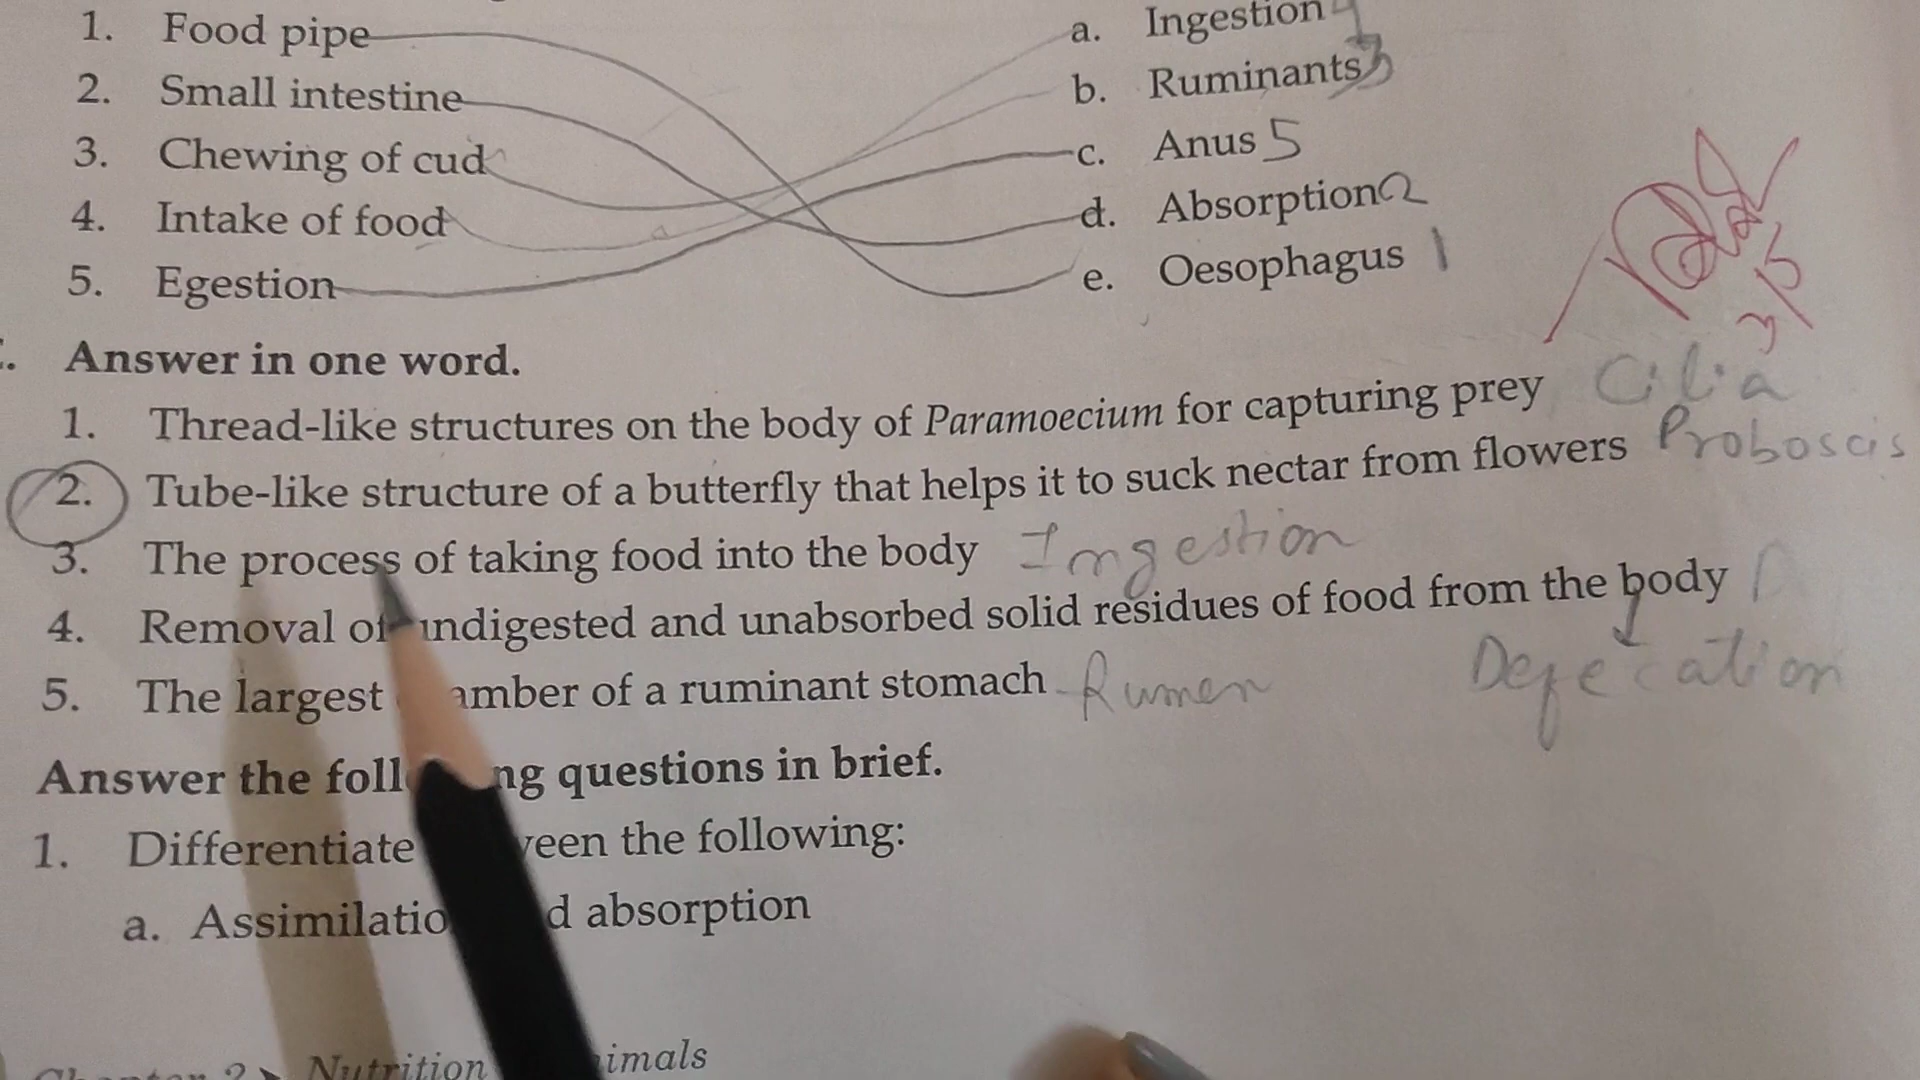 1. Food pipe a. Ingestion 4
2. Small intestine b. Ruminants 3
3. Chewing of cud c. Anus 5
4. Intake of food d. Absorption 2
5. Egestion e. Oesophagus 1
3/5
Answer in one word.
1. Thread-like structures on the body of Paramoecium for capturing prey Cilia
2. Tube-like structure of a butterfly that helps it to suck nectar from flowers Proboscis
3. The process of taking food into the body Ingestion
4. Removal of undigested and unabsorbed solid residues of food from the body
Defecation
5. The largest amber of a ruminant stomach Rumen
Answer the foll ng questions in brief.
1. Differentiate een the following:
a. Assimilatio d absorption
Chapter 2 Nutrition imals